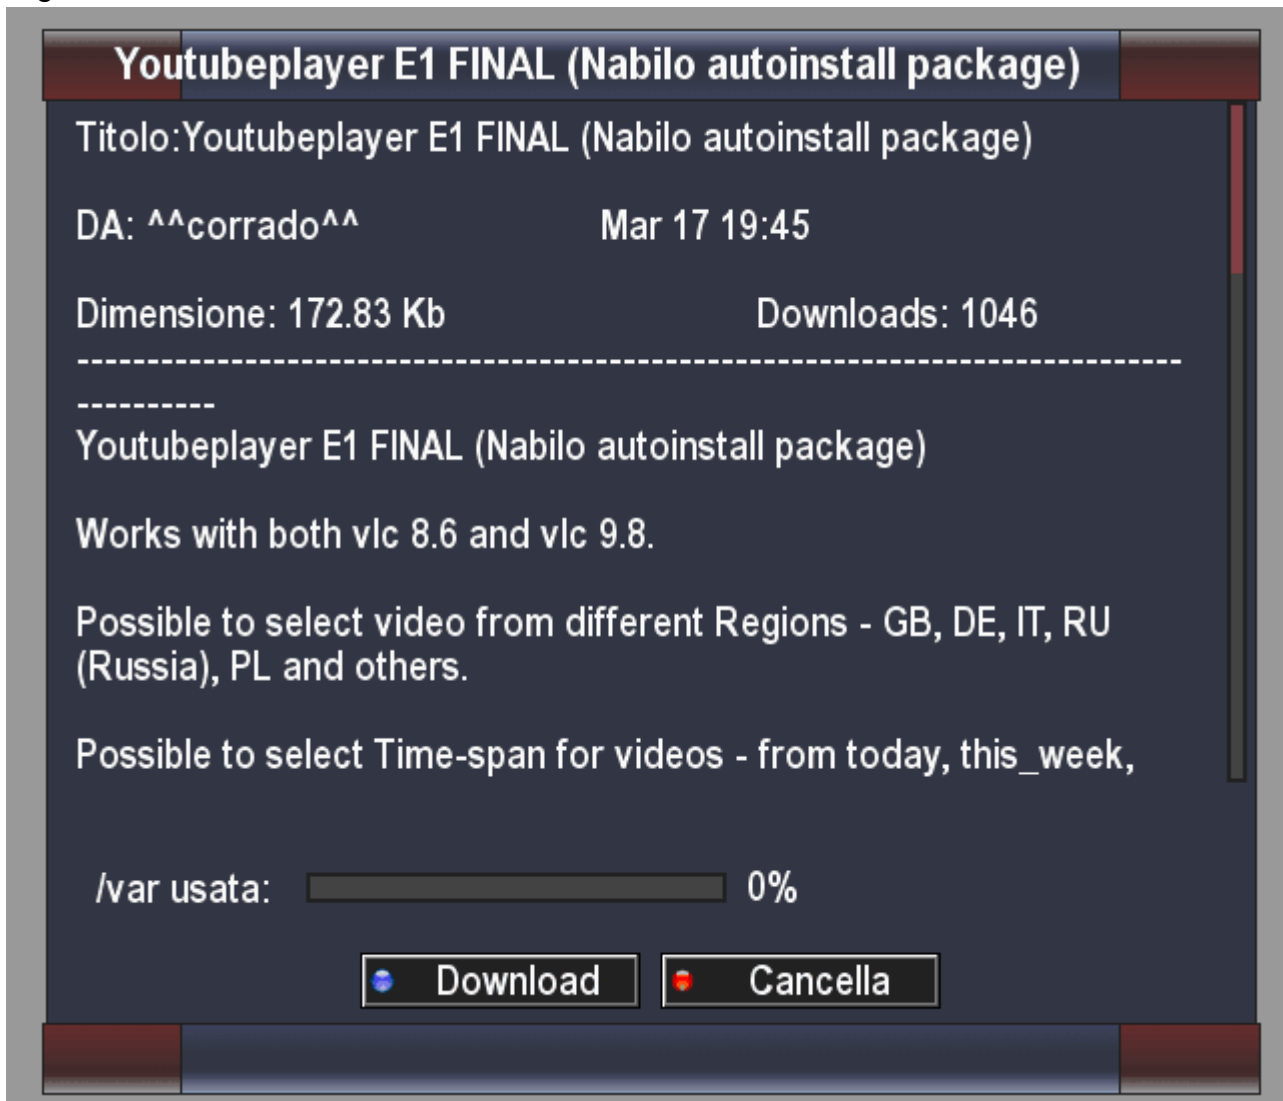 Youtubeplayer E1 FINAL (Nabilo autoinstall package)
Titolo:Youtubeplayer E1 FINAL (Nabilo autoinstall package)
DA: ^^corrado^^ Mar 17 19:45
Dimensione: 172.83 Kb Downloads: 1046
-------------------------------------------------------------------------------
----------
Youtubeplayer E1 FINAL (Nabilo autoinstall package)
Works with both vlc 8.6 and vlc 9.8.
Possible to select video from different Regions - GB, DE, IT, RU
(Russia), PL and others.
Possible to select Time-span for videos - from today, this_week,
/var usata: 0%
Download Cancella